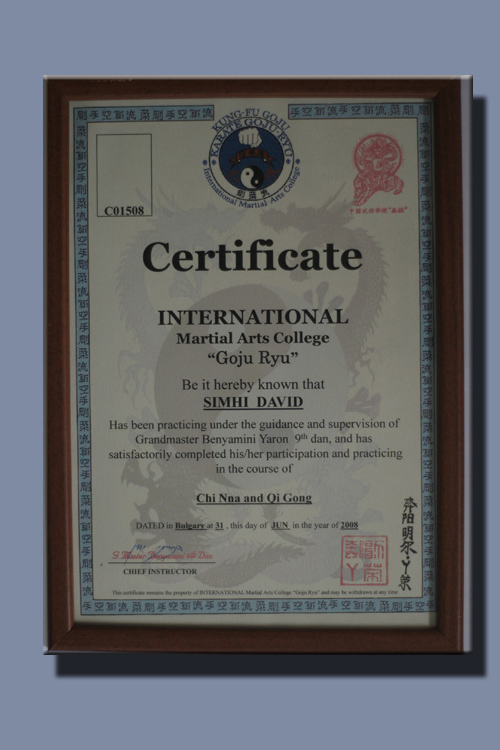 KUNG-FU GOJU
KARATE GOJU-RYU
International Martial Arts College
C01508
Certificate
INTERNATIONAL
Martial Arts College
“Goju Ryu”
Be it hereby known that
SIMHI DAVID
Has been practicing under the guidance and supervision of
Grandmaster Benyamini Yaron 9th dan, and has
satisfactorily completed his/her participation and practicing
in the course of
Chi Nna and Qi Gong
DATED in Bulgary at 31 , this day of JUN in the year of 2008
CHIEF INSTRUCTOR
This certificate remains the property of INTERNATIONAL Martial Arts College "Goju Ryu" and may be withdrawn at any time